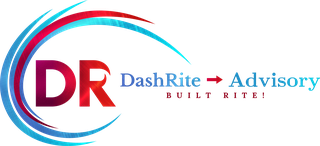 DR
DashRite → Advisory
BUILT RITE!